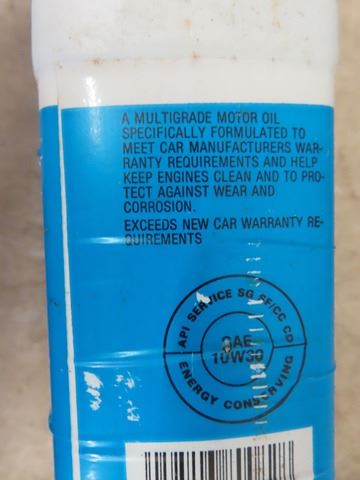 A MULTIGRADE MOTOR OIL
SPECIFICALLY FORMULATED TO
MEET CAR MANUFACTURERS WAR-
RANTY REQUIREMENTS AND HELP
KEEP ENGINES CLEAN AND TO PRO-
TECT AGAINST WEAR AND
CORROSION.
EXCEEDS NEW CAR WARRANTY RE-
QUIREMENTS
API SERVICE SG SF/CC CD
SAE
10W30
ENERGY CONSERVING